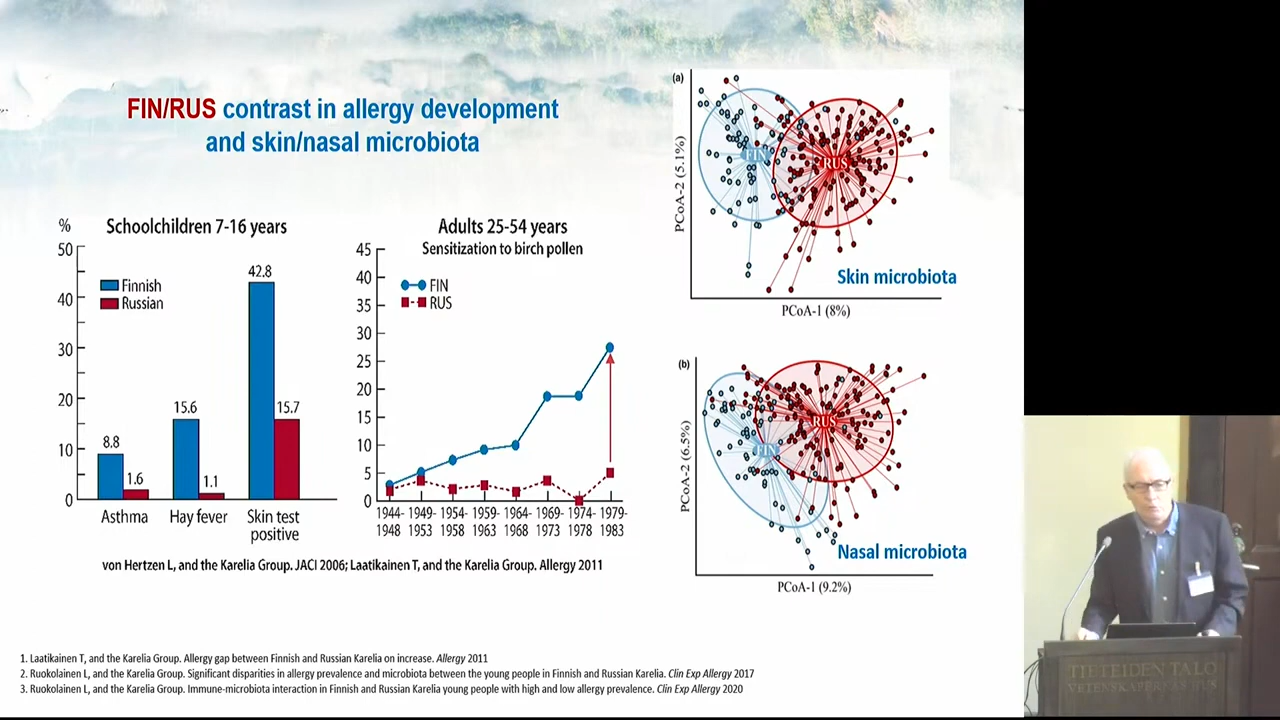 FIN/RUS contrast in allergy development
and skin/nasal microbiota
%
Schoolchildren 7-16 years
50
40
30
20
10
0
Finnish
Russian
8.8
1.6
15.6
1.1
42.8
15.7
Asthma
Hay fever
Skin test
positive
Adults 25-54 years
Sensitization to birch pollen
45
40
35
30
25
20
15
10
5
0
FIN
RUS
1944-
1948
1949-
1953
1954-
1958
1959-
1963
1964-
1968
1969-
1973
1974-
1978
1979-
1983
von Hertzen L, and the Karelia Group. JACI 2006; Laatikainen T, and the Karelia Group. Allergy 2011
(a)
PCoA-2 (5.1%)
FIN
RUS
Skin microbiota
PCoA-1 (8%)
(b)
PCoA-2 (6.5%)
RUS
FIN
Nasal microbiota
PCoA-1 (9.2%)
1. Laatikainen T, and the Karelia Group. Allergy gap between Finnish and Russian Karelia on increase. Allergy 2011
2. Ruokolainen L, and the Karelia Group. Significant disparities in allergy prevalence and microbiota between the young people in Finnish and Russian Karelia. Clin Exp Allergy 2017
3. Ruokolainen L, and the Karelia Group. Immune-microbiota interaction in Finnish and Russian Karelia young people with high and low allergy prevalence. Clin Exp Allergy 2020
TIETEIDEN TALO
VETENSKAPERNAS HUS